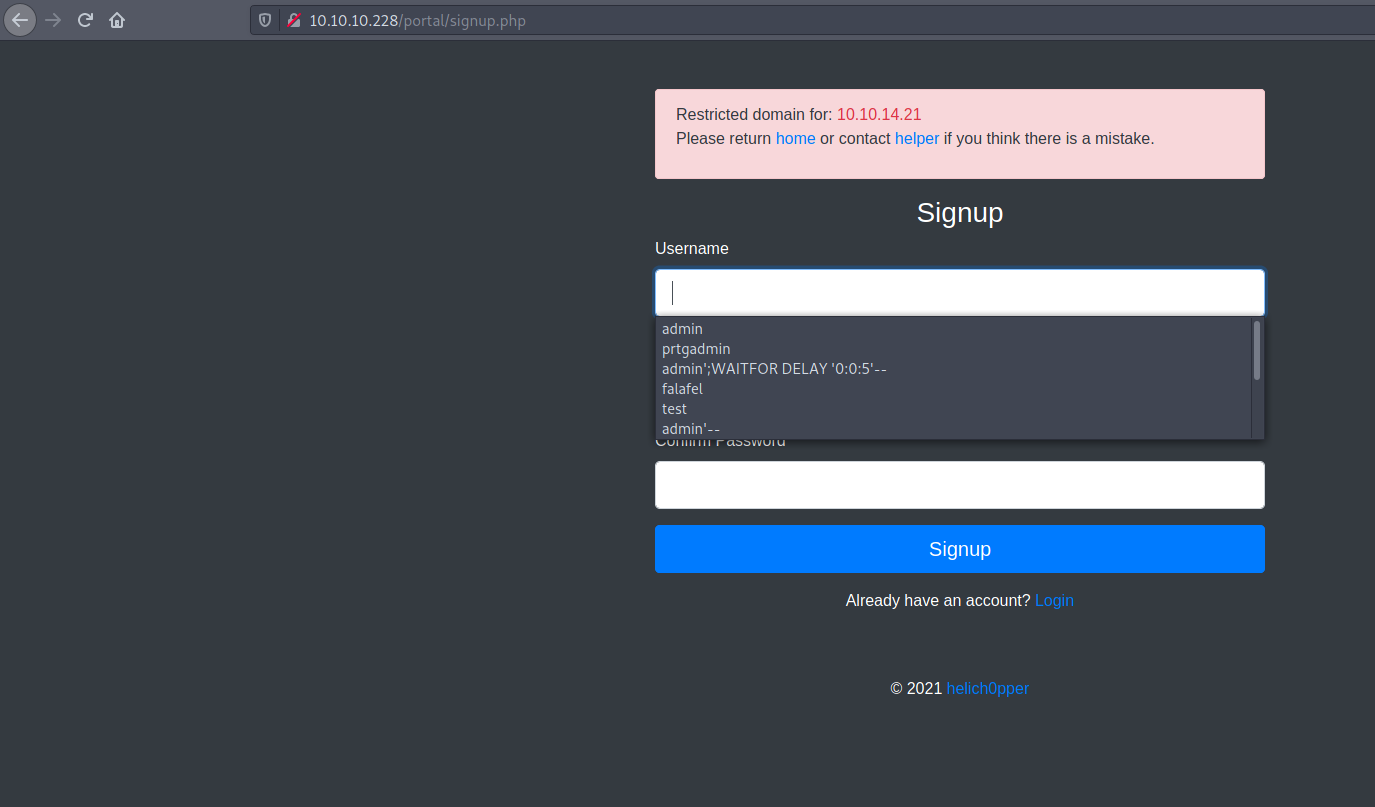 10.10.10.228/portal/signup.php
Restricted domain for: 10.10.14.21
Please return home or contact helper if you think there is a mistake.
Signup
Username
admin
prtgadmin
admin';WAITFOR DELAY '0:0:5'--
falafel
test
admin'--
Confirm Password
Signup
Already have an account? Login
© 2021 helich0pper